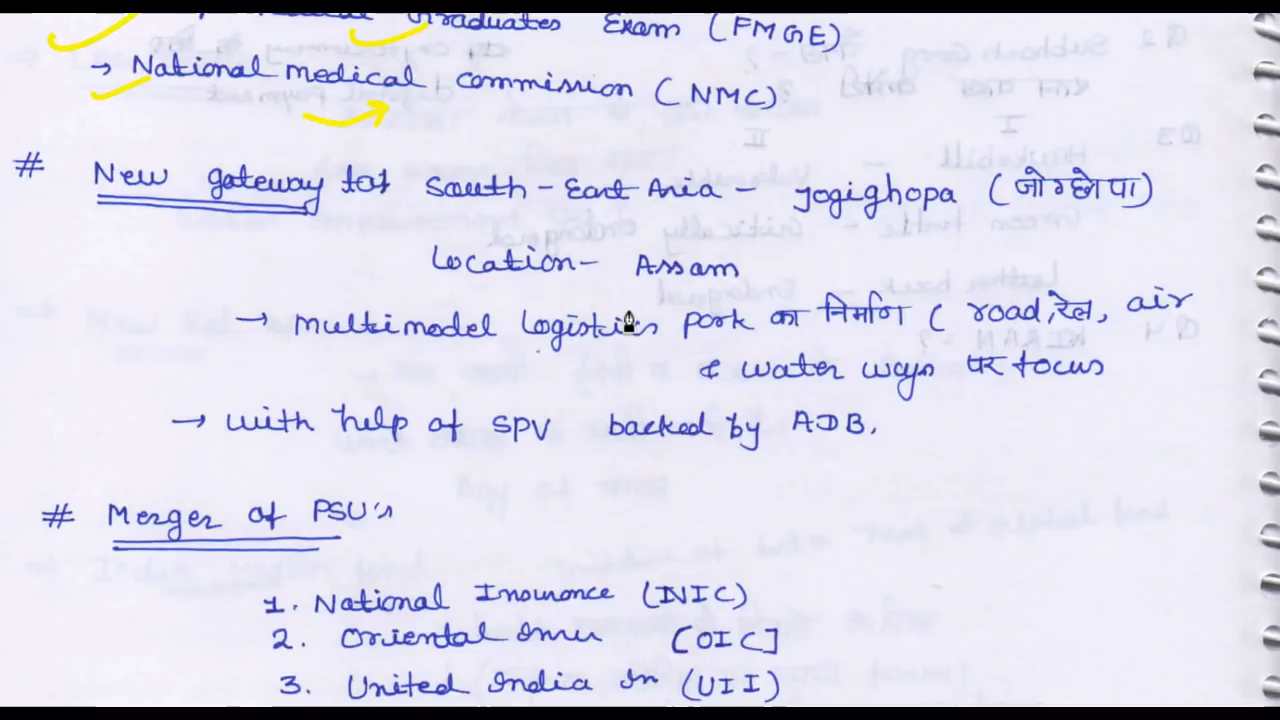 Graduates Exam (FMGE)
→ National medical commission (NMC)
# New gateway for South-East Asia - Jogighopa (जोगीघोपा)
Location - Assam
→ multimodel logistics park का निर्माण ( road, रेल, air
& water ways पर focus
→ with help of SPV backed by ADB.
# Merger of PSU's
1. National Insurance (NIC)
2. Oriental Insu [OIC]
3. United India In (UII)